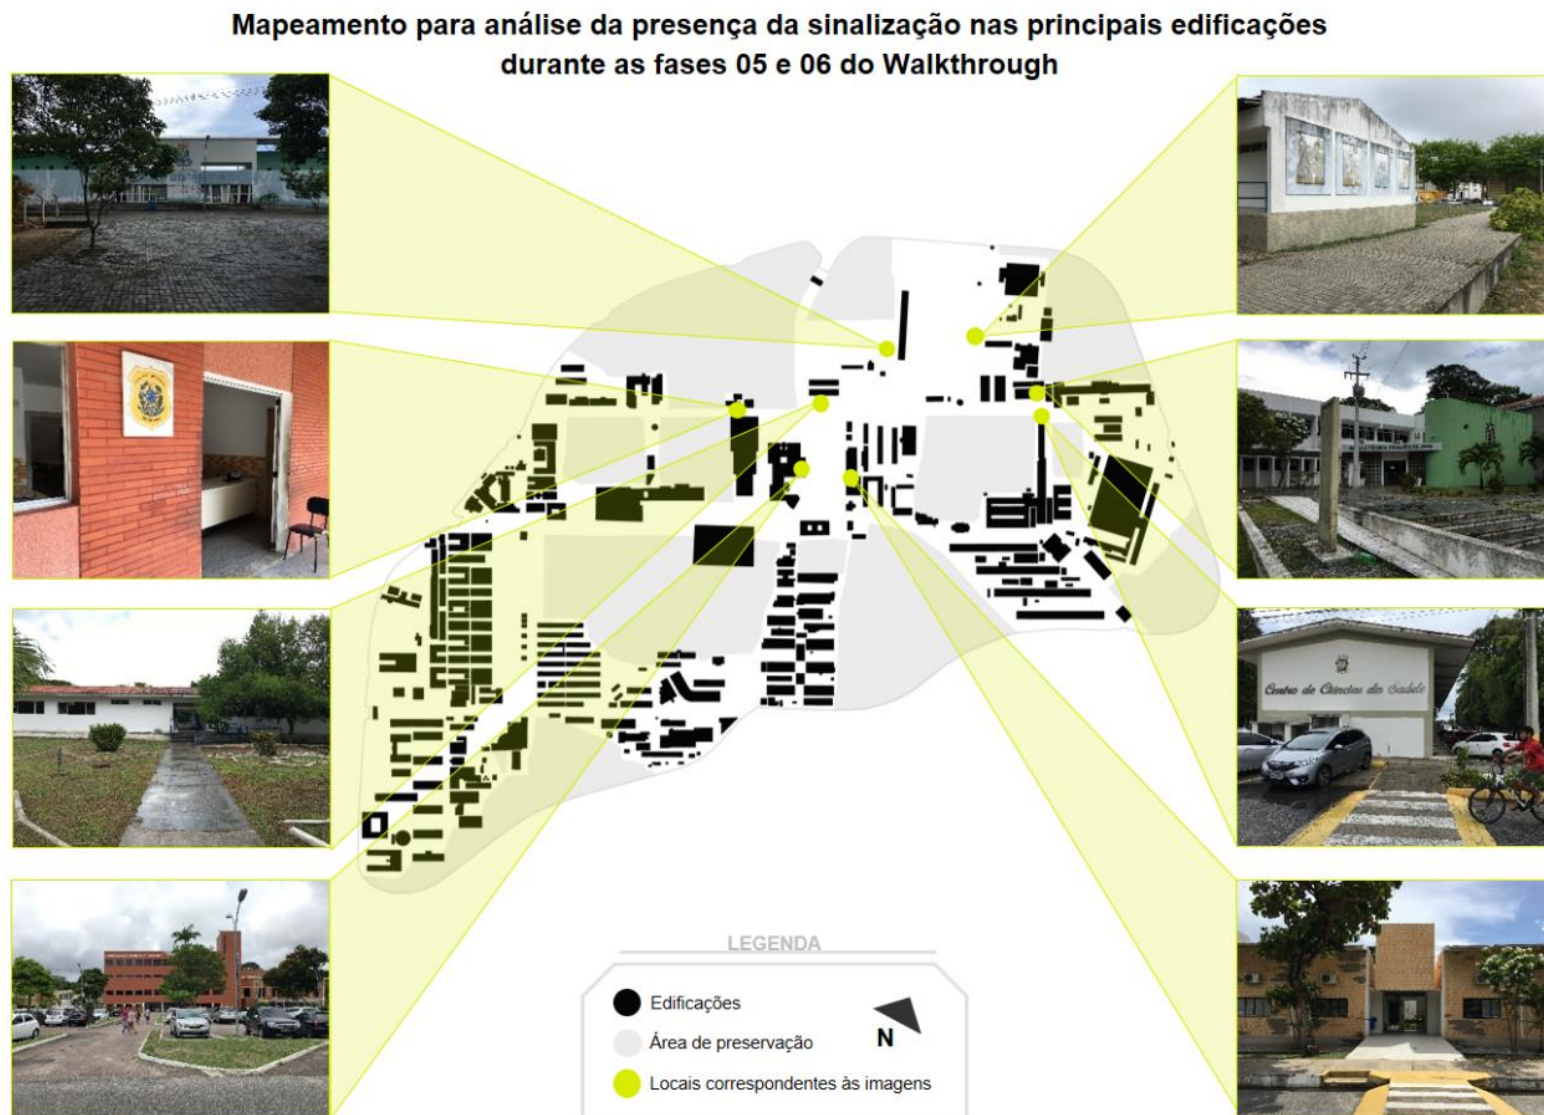 Mapeamento para análise da presença da sinalização nas principais edificações
durante as fases 05 e 06 do Walkthrough
Centro de Ciências da Saúde
LEGENDA
Edificações
Área de preservação
N
Locais correspondentes às imagens